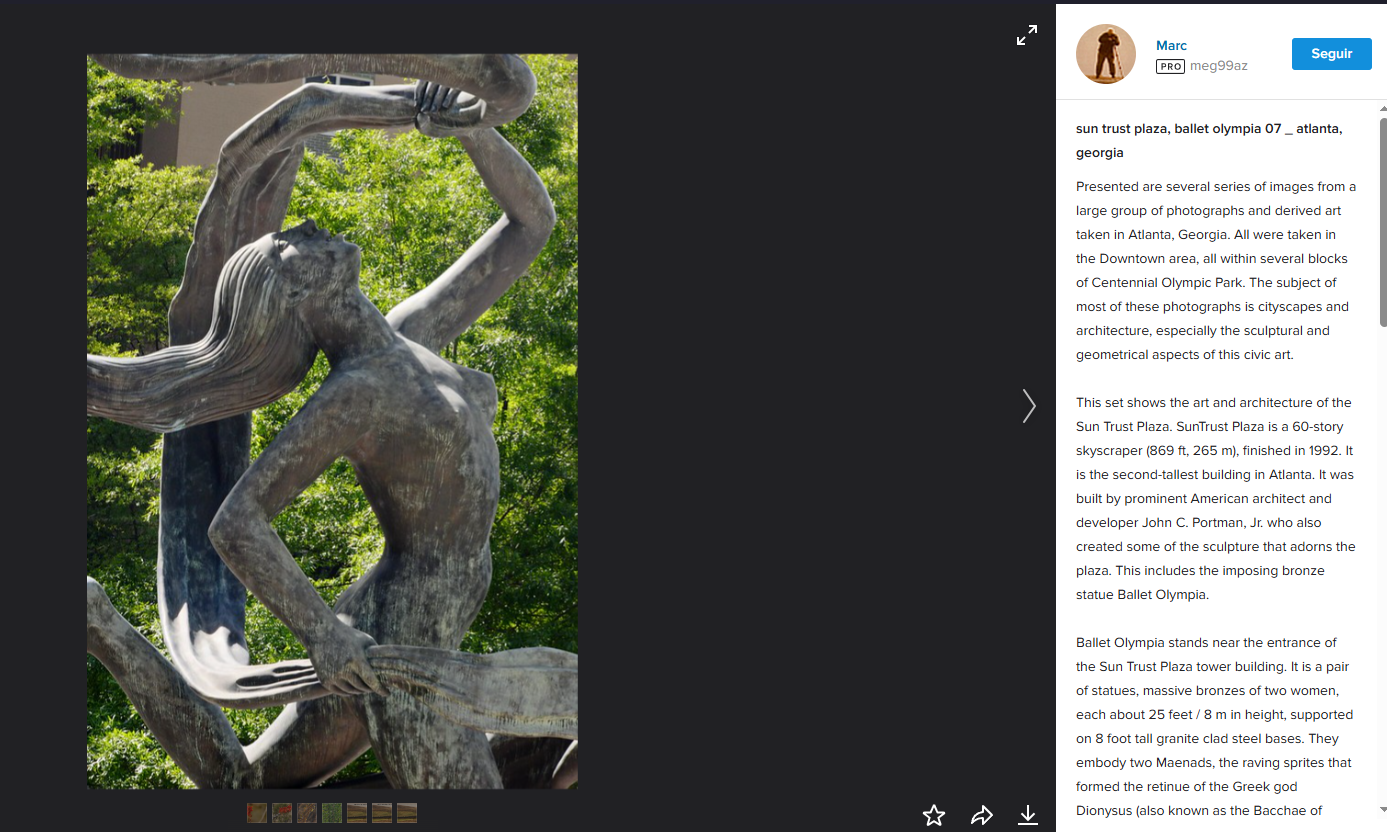 Marc
PRO meg99az
Seguir
sun trust plaza, ballet olympia 07 _ atlanta,
georgia
Presented are several series of images from a
large group of photographs and derived art
taken in Atlanta, Georgia. All were taken in
the Downtown area, all within several blocks
of Centennial Olympic Park. The subject of
most of these photographs is cityscapes and
architecture, especially the sculptural and
geometrical aspects of this civic art.
This set shows the art and architecture of the
Sun Trust Plaza. SunTrust Plaza is a 60-story
skyscraper (869 ft, 265 m), finished in 1992. It
is the second-tallest building in Atlanta. It was
built by prominent American architect and
developer John C. Portman, Jr. who also
created some of the sculpture that adorns the
plaza. This includes the imposing bronze
statue Ballet Olympia.
Ballet Olympia stands near the entrance of
the Sun Trust Plaza tower building. It is a pair
of statues, massive bronzes of two women,
each about 25 feet / 8 m in height, supported
on 8 foot tall granite clad steel bases. They
embody two Maenads, the raving sprites that
formed the retinue of the Greek god
Dionysus (also known as the Bacchae of